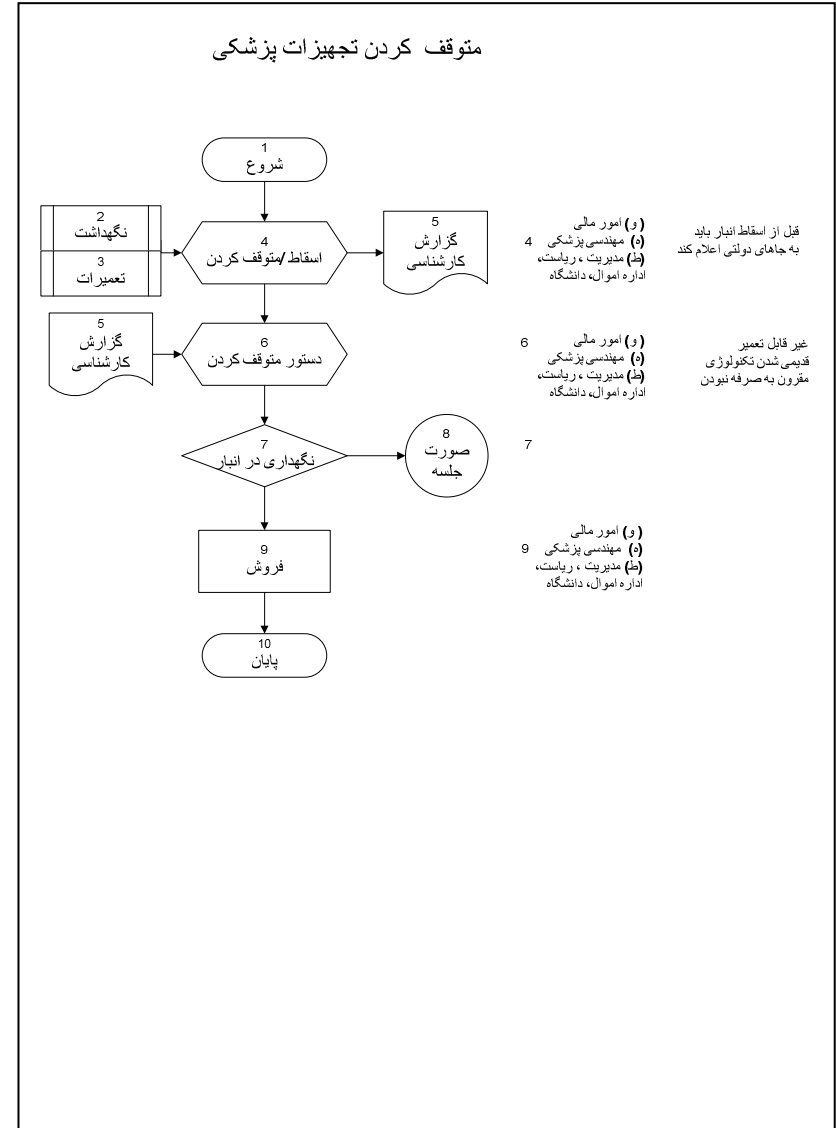 متوقف کردن تجهیزات پزشکی
1
شروع
2
نگهداشت
3
تعمیرات
4
اسقاط/متوقف کردن
5
گزارش
کارشناسی
4
(و) امور مالی
(ه) مهندسی پزشکی
(ط) مدیریت ، ریاست،
اداره اموال، دانشگاه
قبل از اسقاط انبار باید
به جاهای دولتی اعلام کند
5
گزارش
کارشناسی
6
دستور متوقف کردن
6
(و) امور مالی
(ه) مهندسی پزشکی
(ط) مدیریت ، ریاست،
اداره اموال، دانشگاه
غیر قابل تعمیر
قدیمی شدن تکنولوژی
مقرون به صرفه نبودن
7
نگهداری در انبار
8
صورت
جلسه
7
9
فروش
9
(و) امور مالی
(ه) مهندسی پزشکی
(ط) مدیریت ، ریاست،
اداره اموال، دانشگاه
10
پایان